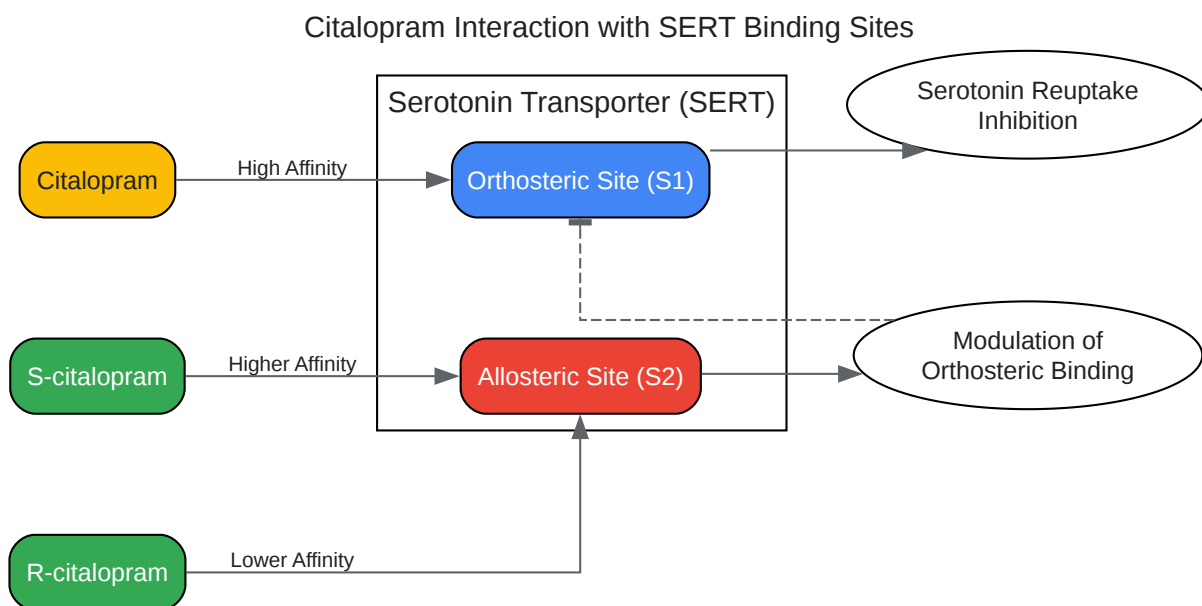 Citalopram Interaction with SERT Binding Sites
Serotonin Transporter (SERT)
Serotonin Reuptake
Inhibition
Citalopram
High Affinity
Orthosteric Site (S1)
S-citalopram
Higher Affinity
Allosteric Site (S2)
Modulation of
Orthosteric Binding
R-citalopram
Lower Affinity